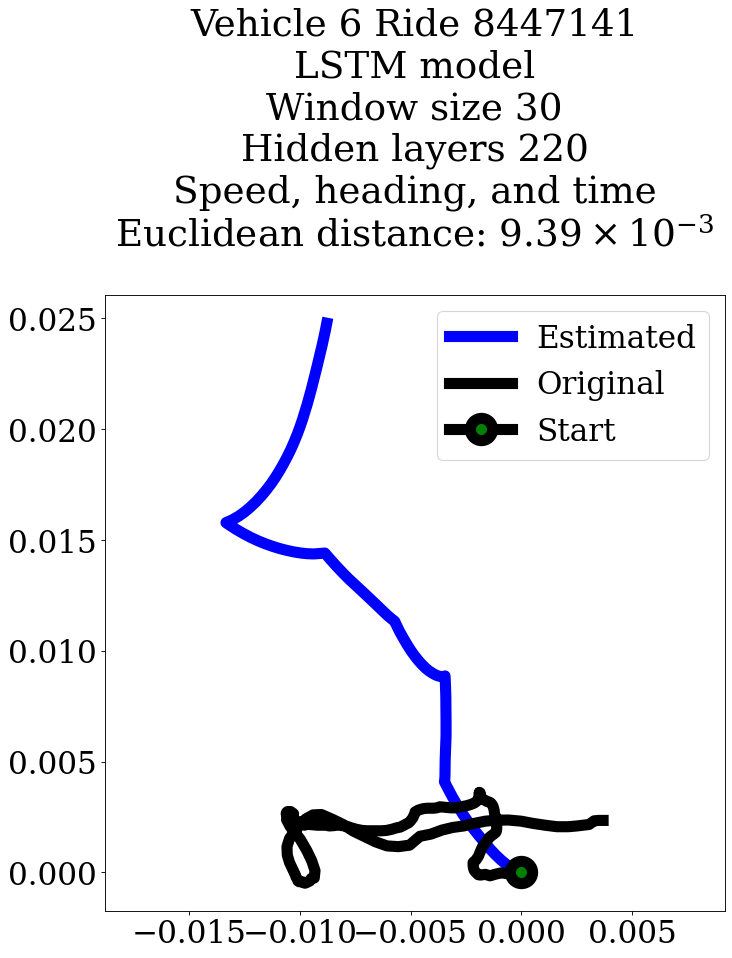 Vehicle 6 Ride 8447141
LSTM model
Window size 30
Hidden layers 220
Speed, heading, and time
Euclidean distance: 9.39 × 10⁻³
Estimated
Original
Start
0.025
0.020
0.015
0.010
0.005
0.000
−0.015 −0.010 −0.005 0.000 0.005